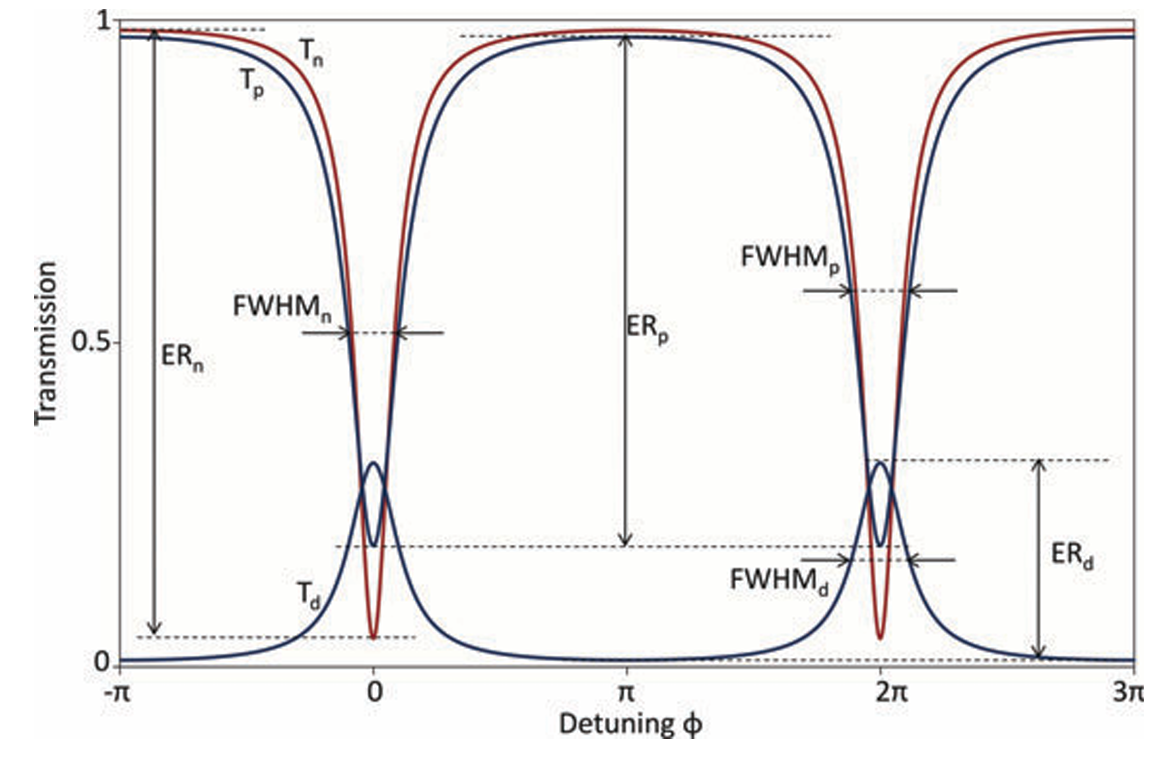 1
Tn
Tp
FWHMp
FWHMn
ERp
0.5
ERn
Transmission
ERd
FWHMd
Td
0
-π
0
π
2π
3π
Detuning ϕ